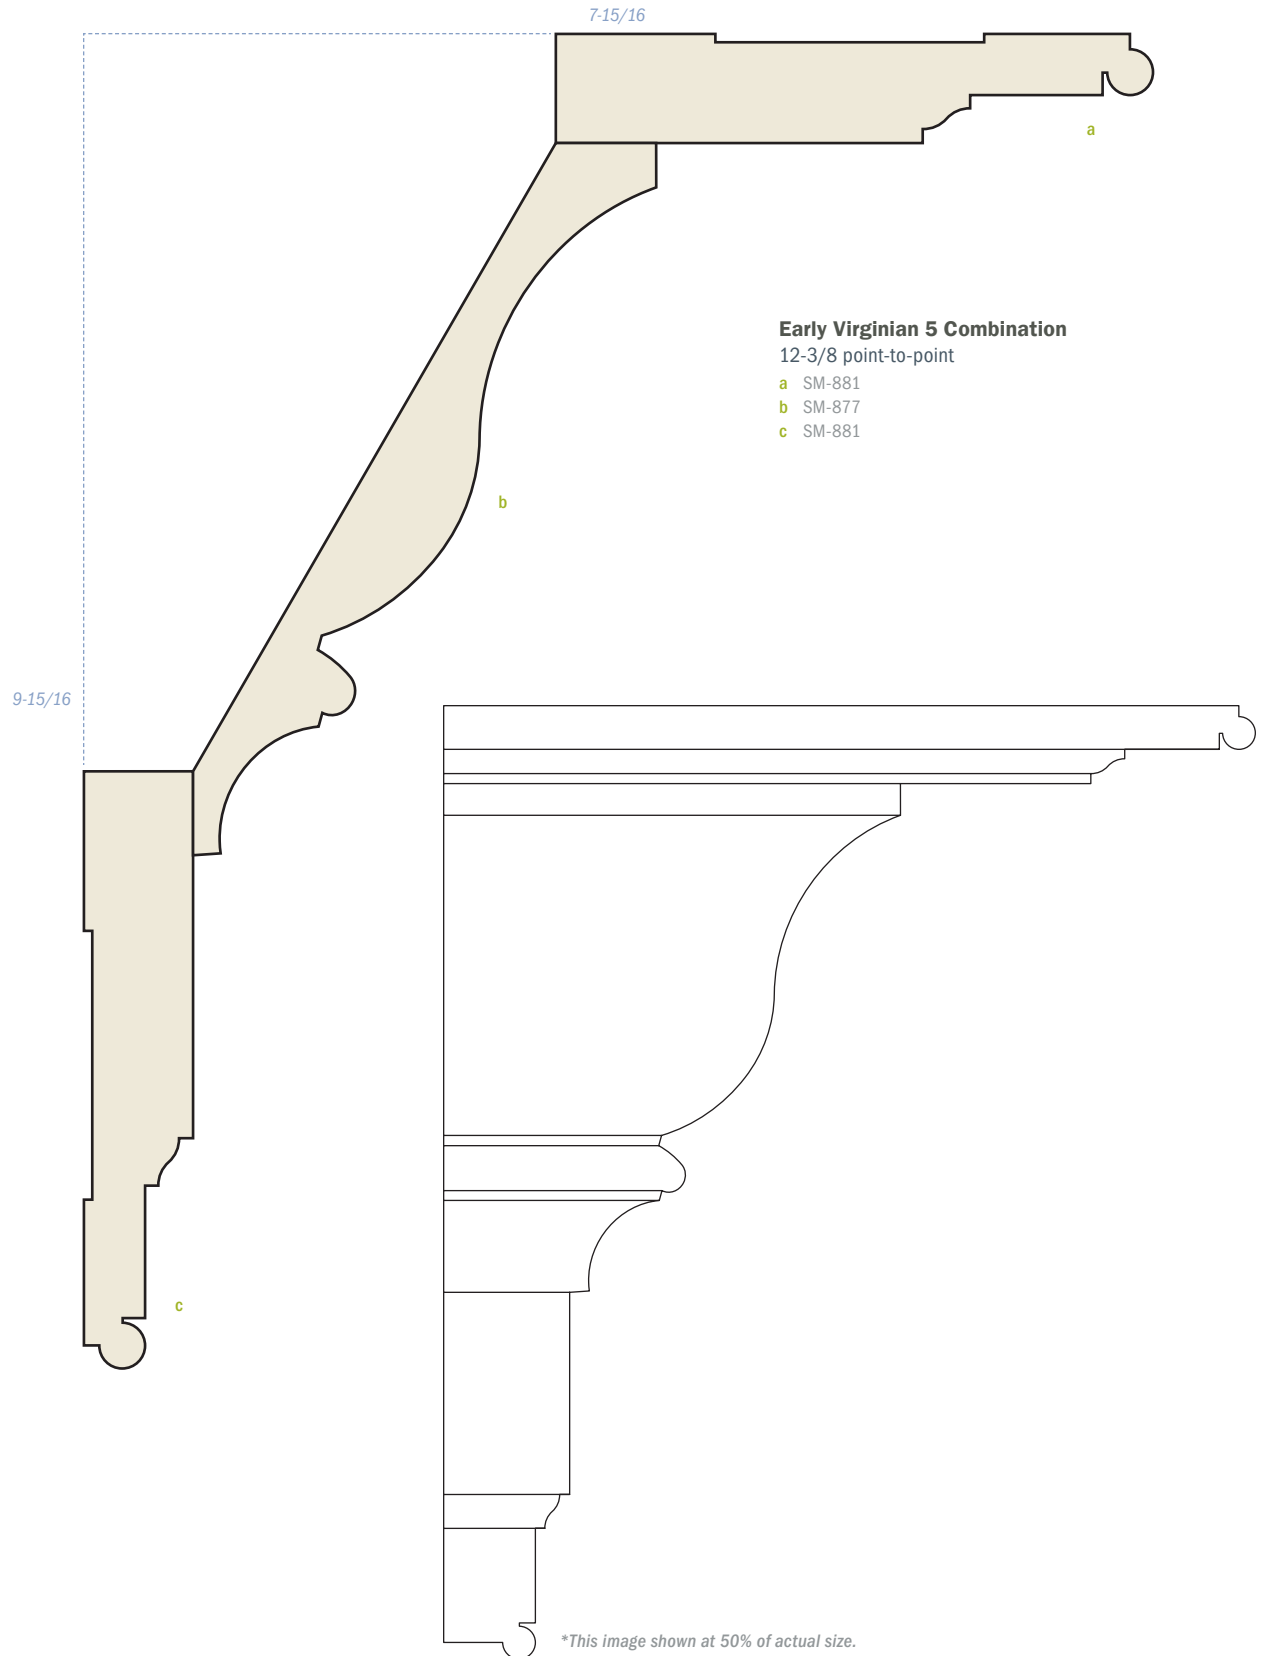 7-15/16
a
Early Virginian 5 Combination
12-3/8 point-to-point
a SM-881
b SM-877
c SM-881
b
9-15/16
c
*This image shown at 50% of actual size.